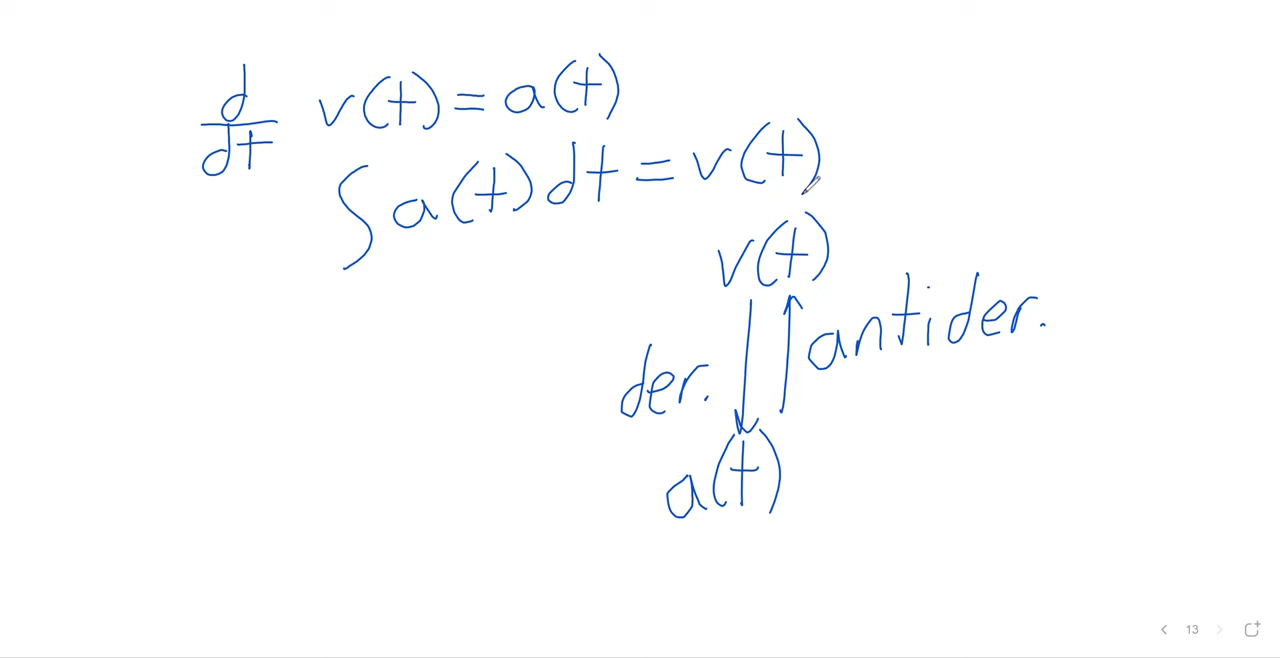 d/dt v(t) = a(t)
∫ a(t) dt = v(t)
v(t)
der. antider.
a(t)
13